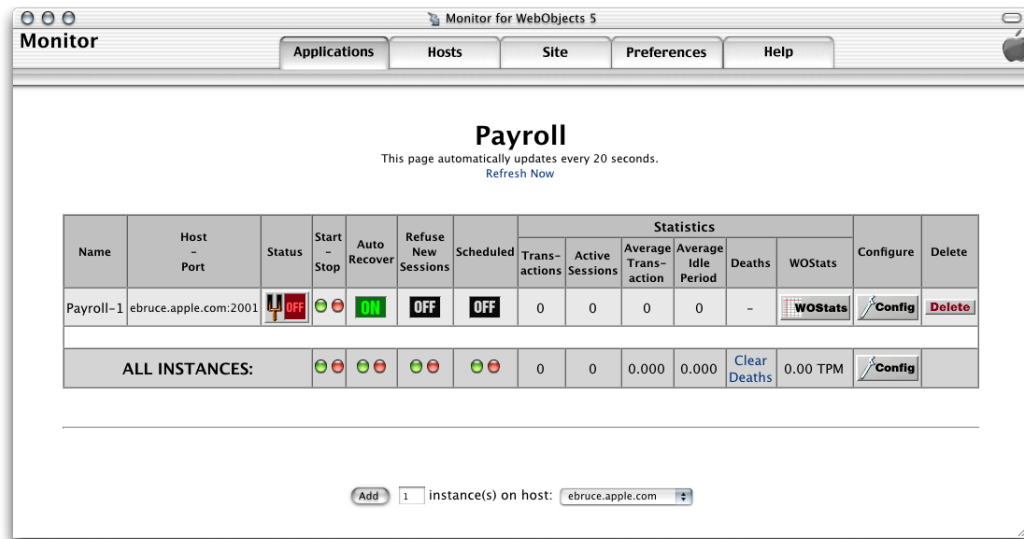 Monitor for WebObjects 5
Monitor
Applications
Hosts
Site
Preferences
Help
Payroll
This page automatically updates every 20 seconds.
Refresh Now
Name
Host
-
Port
Status
Start
-
Stop
Auto
Recover
Refuse
New
Sessions
Scheduled
Statistics
Trans-
actions
Active
Sessions
Average
Trans-
action
Average
Idle
Period
Deaths
WOStats
Configure
Delete
Payroll-1
ebruce.apple.com:2001
OFF
ON
OFF
OFF
0
0
0
0
-
WOStats
Config
Delete
ALL INSTANCES:
0
0
0.000
0.000
Clear
Deaths
0.00 TPM
Config
Add 1 instance(s) on host: ebruce.apple.com